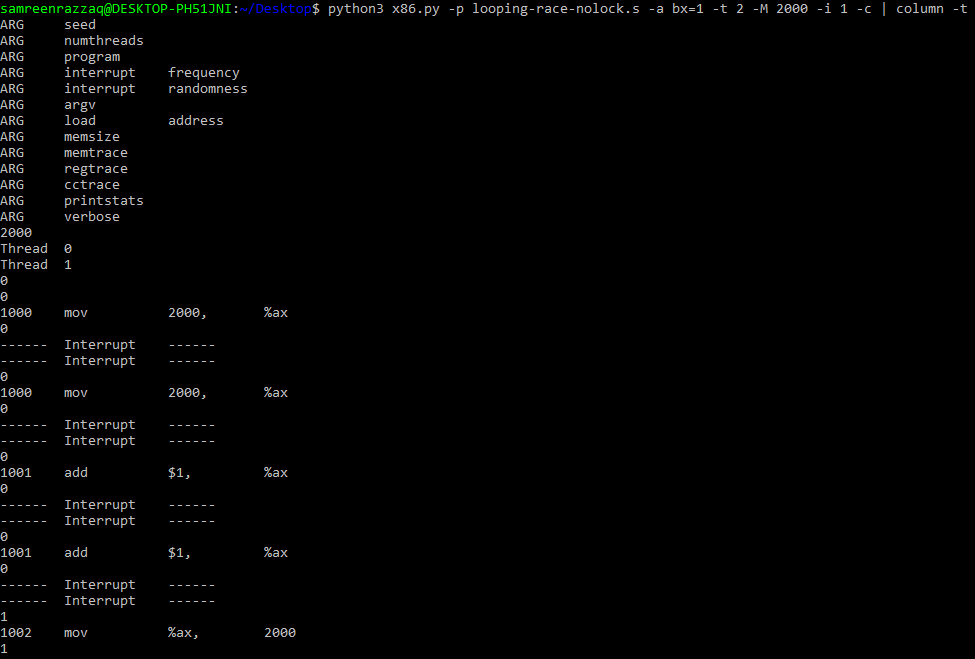 samreenrazzaq@DESKTOP-PH51JNI:~/Desktop$ python3 x86.py -p looping-race-nolock.s -a bx=1 -t 2 -M 2000 -i 1 -c | column -t
ARG seed
ARG numthreads
ARG program
ARG interrupt frequency
ARG interrupt randomness
ARG argv
ARG load address
ARG memsize
ARG memtrace
ARG regtrace
ARG cctrace
ARG printstats
ARG verbose
2000
Thread 0
Thread 1
0
0
1000 mov 2000, %ax
0
------ Interrupt ------
------ Interrupt ------
0
1000 mov 2000, %ax
0
------ Interrupt ------
------ Interrupt ------
0
1001 add $1, %ax
0
------ Interrupt ------
------ Interrupt ------
0
1001 add $1, %ax
0
------ Interrupt ------
------ Interrupt ------
1
1002 mov %ax, 2000
1